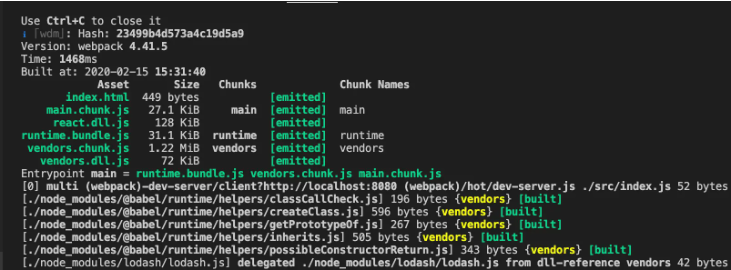 Use Ctrl+C to close it
↓ ｢wdm｣: Hash: 23499b4d573a4c19d5a9
Version: webpack 4.41.5
Time: 1468ms
Built at: 2020-02-15 15:31:40
Asset Size Chunks Chunk Names
index.html 449 bytes [emitted]
main.chunk.js 27.1 KiB main [emitted] main
react.dll.js 128 KiB [emitted]
runtime.bundle.js 31.1 KiB runtime [emitted] runtime
vendors.chunk.js 1.22 MiB vendors [emitted] vendors
vendors.dll.js 72 KiB [emitted]
Entrypoint main = runtime.bundle.js vendors.chunk.js main.chunk.js
[0] multi (webpack)-dev-server/client?http://localhost:8080 (webpack)/hot/dev-server.js ./src/index.js 52 bytes
[./node_modules/@babel/runtime/helpers/classCallCheck.js] 196 bytes {vendors} [built]
[./node_modules/@babel/runtime/helpers/createClass.js] 596 bytes {vendors} [built]
[./node_modules/@babel/runtime/helpers/getPrototypeOf.js] 267 bytes {vendors} [built]
[./node_modules/@babel/runtime/helpers/inherits.js] 505 bytes {vendors} [built]
[./node_modules/@babel/runtime/helpers/possibleConstructorReturn.js] 343 bytes {vendors} [built]
[./node_modules/lodash/lodash.js] delegated ./node_modules/lodash/lodash.js from dll-reference vendors 42 bytes